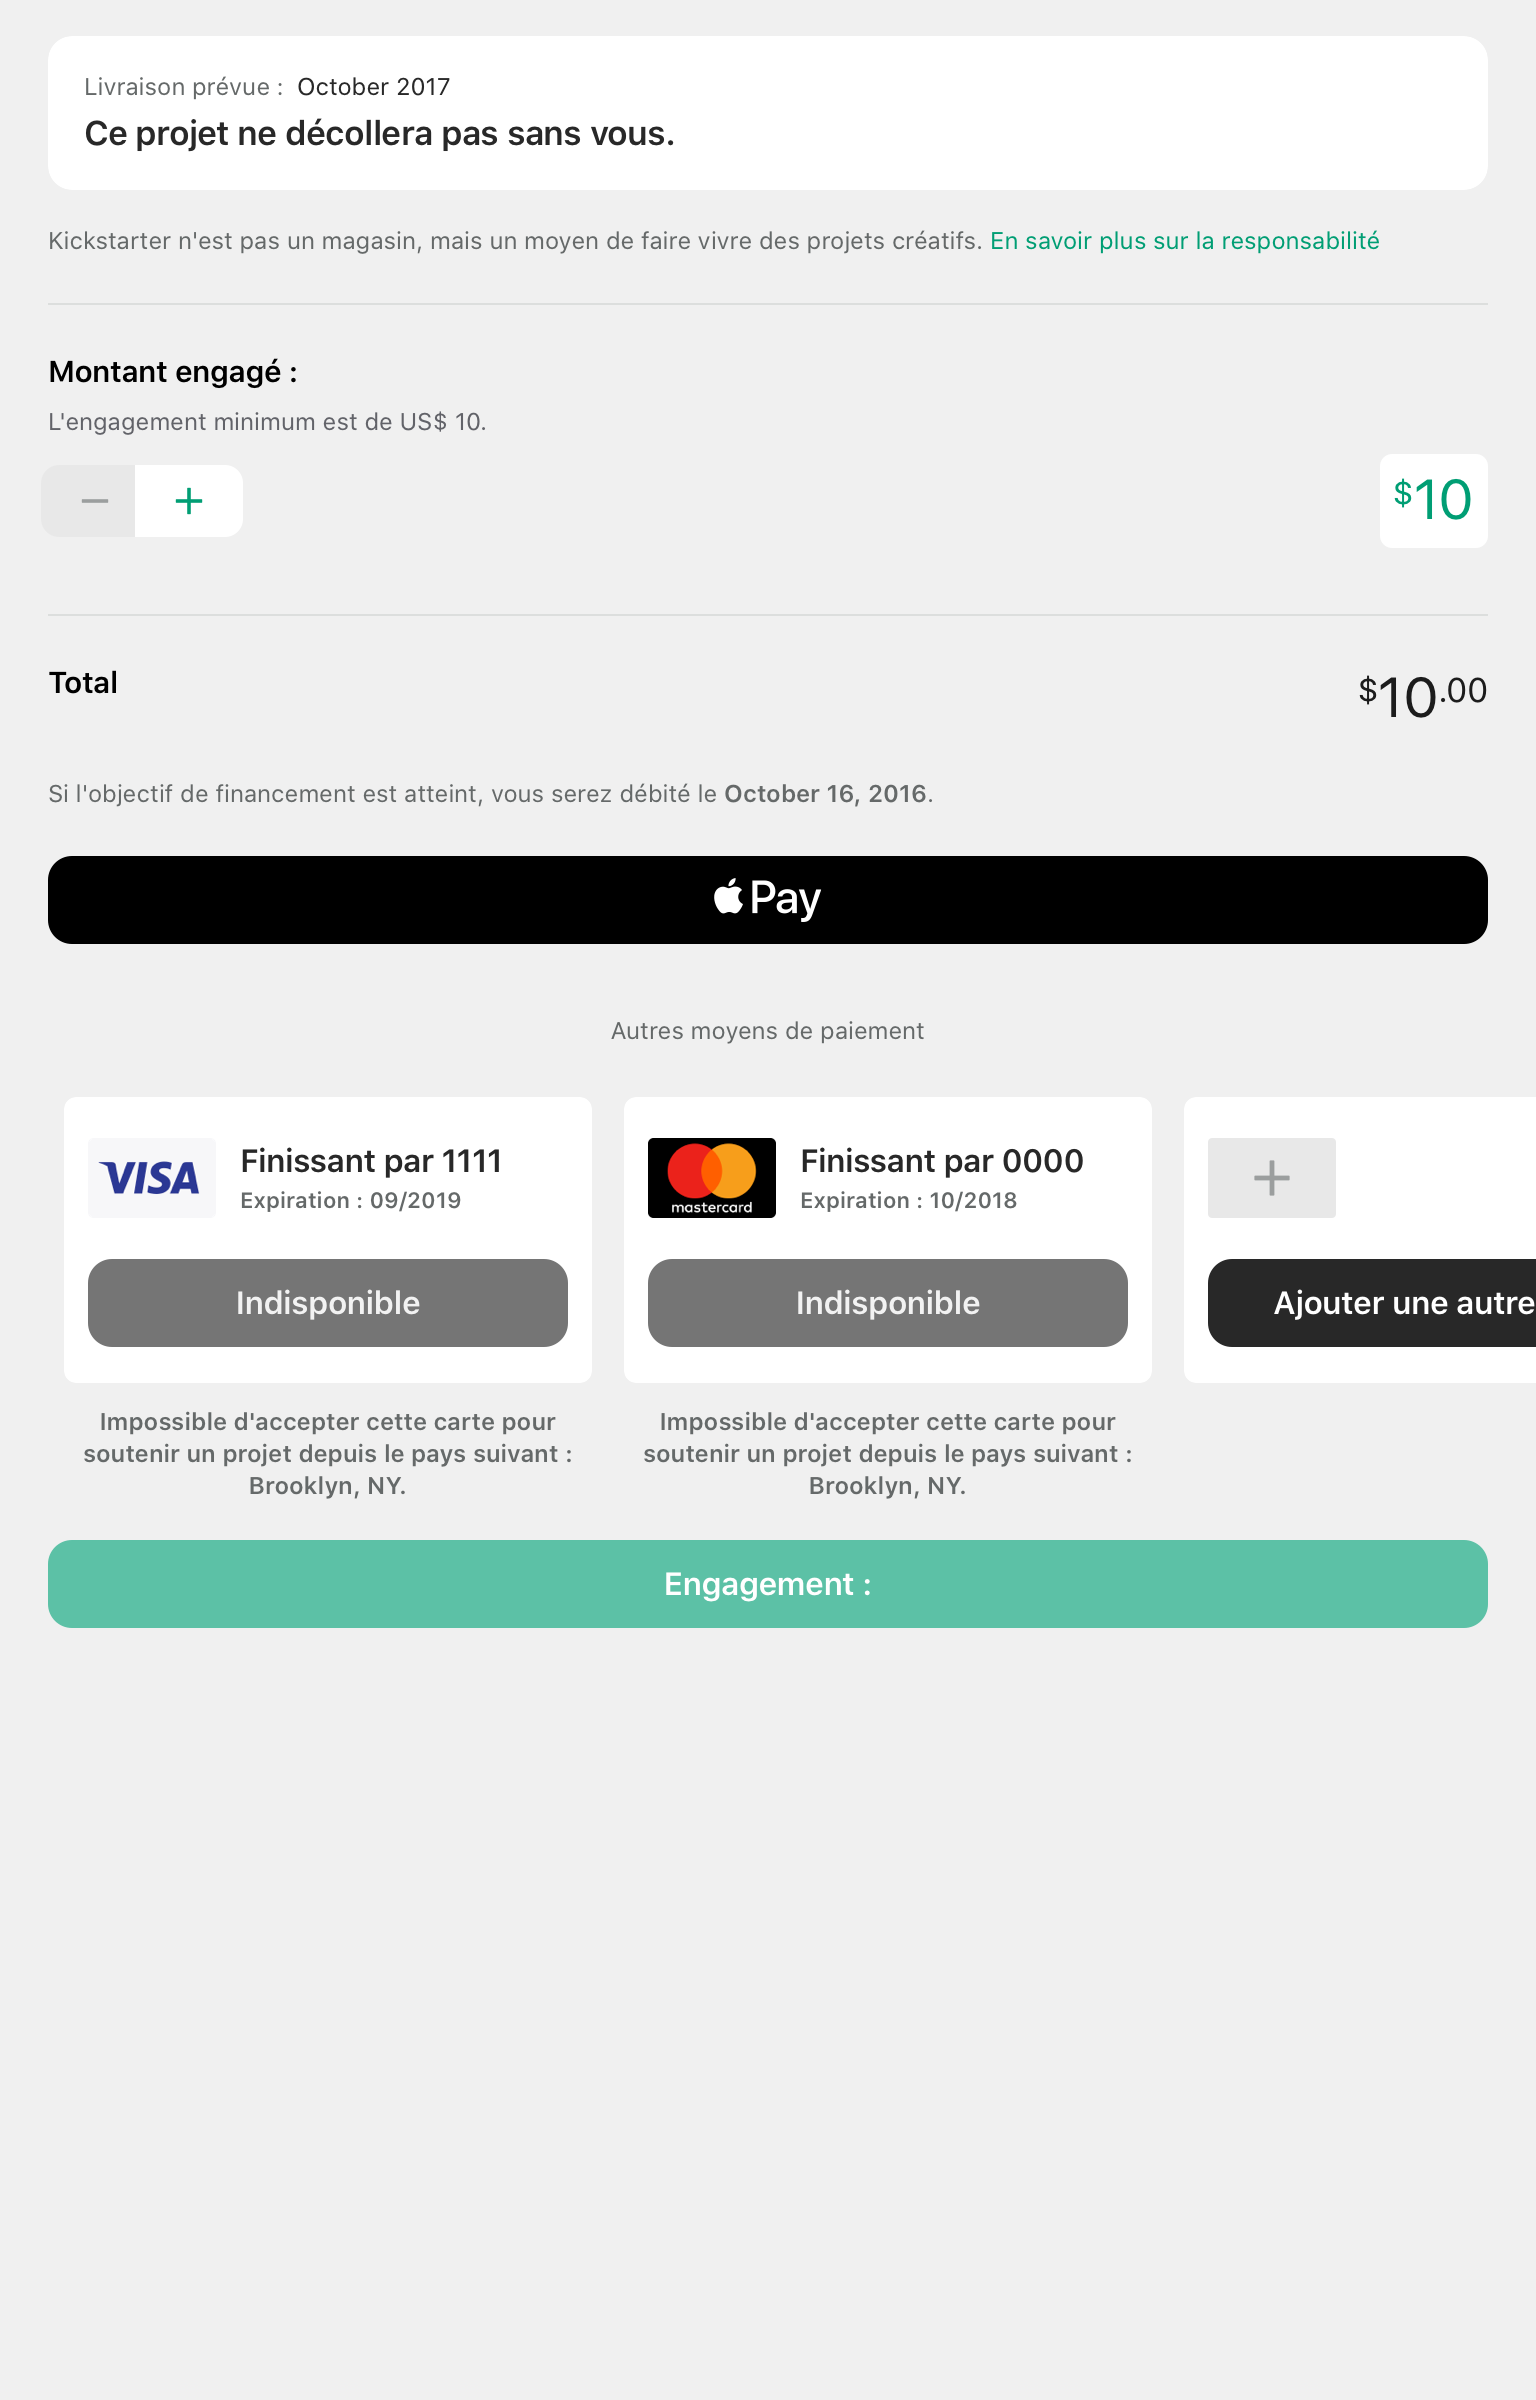 Livraison prévue : October 2017
Ce projet ne décollera pas sans vous.
Kickstarter n'est pas un magasin, mais un moyen de faire vivre des projets créatifs. En savoir plus sur la responsabilité
Montant engagé :
L'engagement minimum est de US$ 10.
− +
$10
Total
$10.00
Si l'objectif de financement est atteint, vous serez débité le October 16, 2016.
Pay
Autres moyens de paiement
VISA
Finissant par 1111
Expiration : 09/2019
Indisponible
Impossible d'accepter cette carte pour
soutenir un projet depuis le pays suivant :
Brooklyn, NY.
mastercard
Finissant par 0000
Expiration : 10/2018
Indisponible
Impossible d'accepter cette carte pour
soutenir un projet depuis le pays suivant :
Brooklyn, NY.
+
Ajouter une autre
Engagement :